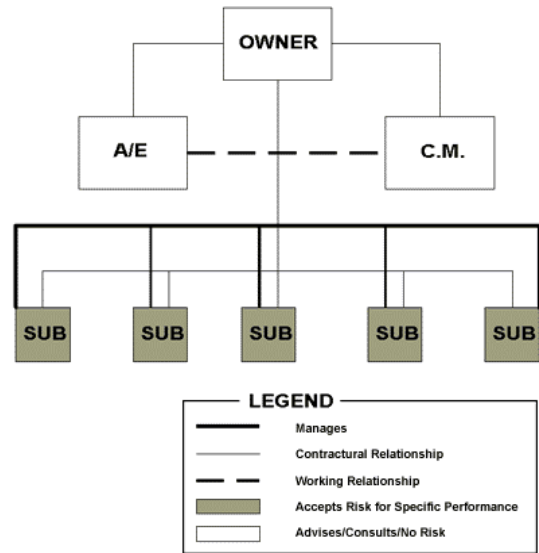 OWNER
A/E
C.M.
SUB SUB SUB SUB SUB
LEGEND
Manages
Contractural Relationship
Working Relationship
Accepts Risk for Specific Performance
Advises/Consults/No Risk